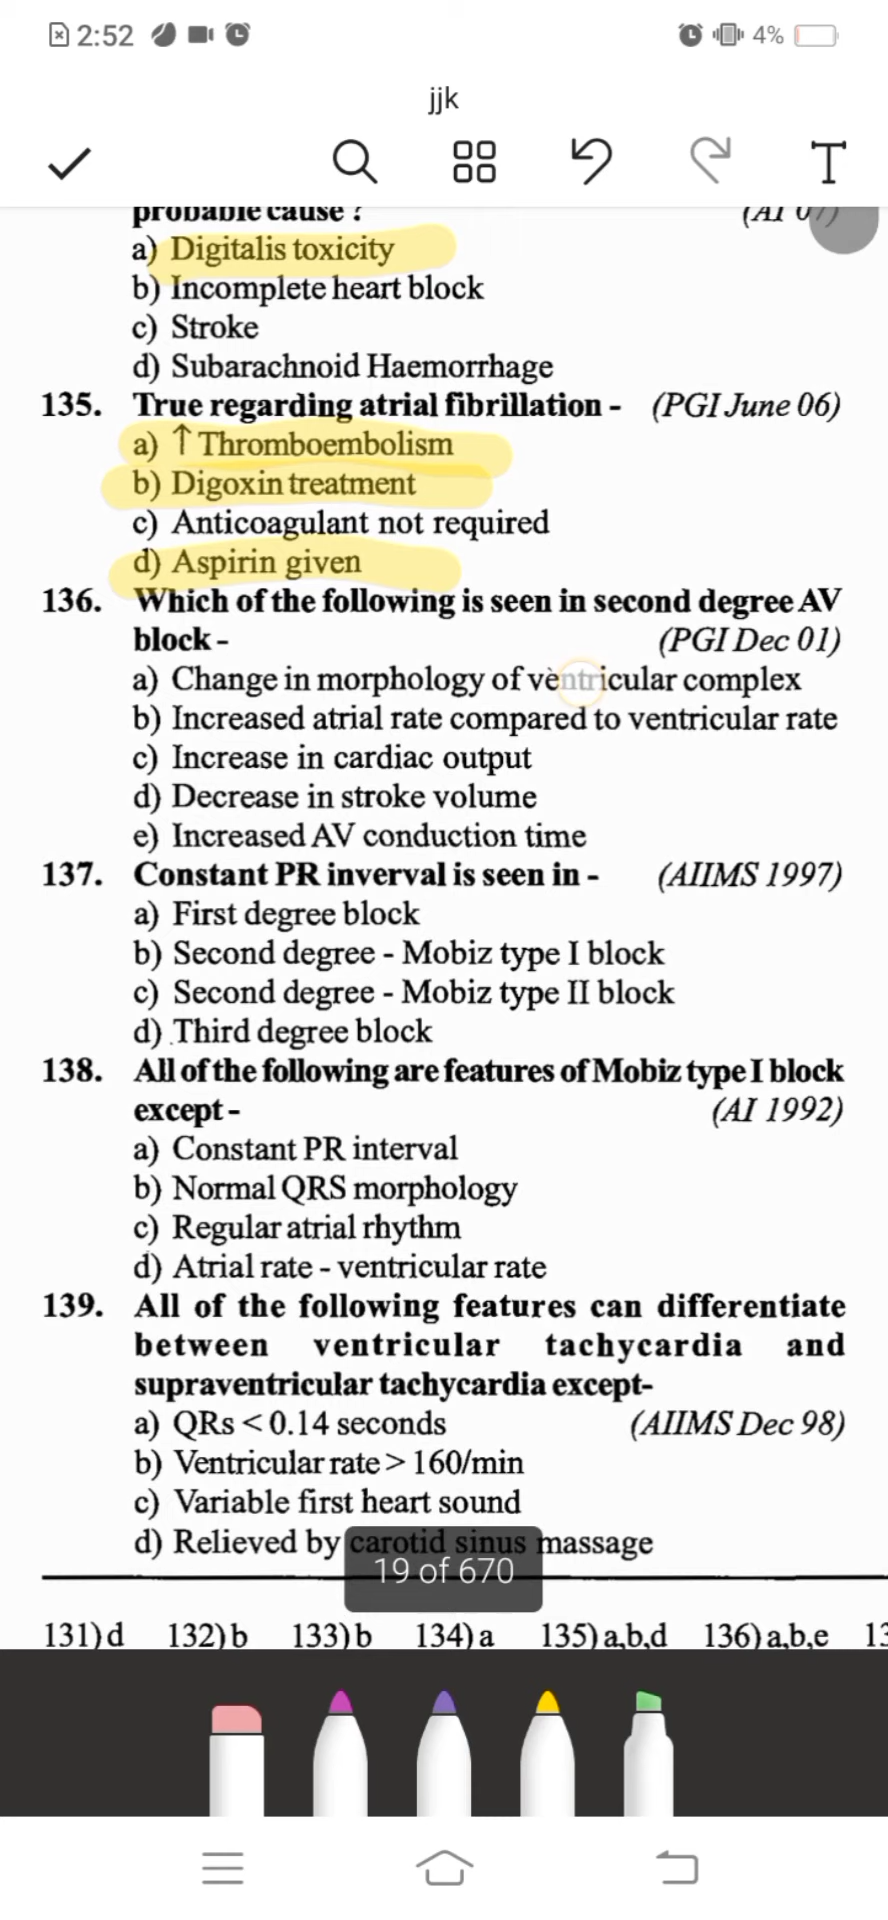 2:52
4%
jjk
T
probable cause ? (AI 07)
a) Digitalis toxicity
b) Incomplete heart block
c) Stroke
d) Subarachnoid Haemorrhage
135. True regarding atrial fibrillation - (PGI June 06)
a) ↑ Thromboembolism
b) Digoxin treatment
c) Anticoagulant not required
d) Aspirin given
136. Which of the following is seen in second degree AV
block - (PGI Dec 01)
a) Change in morphology of ventricular complex
b) Increased atrial rate compared to ventricular rate
c) Increase in cardiac output
d) Decrease in stroke volume
e) Increased AV conduction time
137. Constant PR inverval is seen in - (AIIMS 1997)
a) First degree block
b) Second degree - Mobiz type I block
c) Second degree - Mobiz type II block
d) Third degree block
138. All of the following are features of Mobiz type I block
except - (AI 1992)
a) Constant PR interval
b) Normal QRS morphology
c) Regular atrial rhythm
d) Atrial rate - ventricular rate
139. All of the following features can differentiate
between ventricular tachycardia and
supraventricular tachycardia except-
a) QRs < 0.14 seconds (AIIMS Dec 98)
b) Ventricular rate > 160/min
c) Variable first heart sound
d) Relieved by carotid sinus massage
19 of 670
131) d 132) b 133) b 134) a 135) a,b,d 136) a,b,e